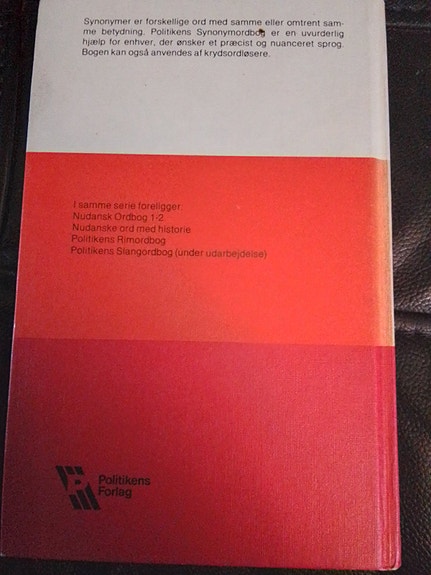 Synonymer er forskellige ord med samme eller omtrent sam-
me betydning. Politikens Synonymordbog er en uvurderlig
hjælp for enhver, der ønsker et præcist og nuanceret sprog.
Bogen kan også anvendes af krydsordløsere.
I samme serie foreligger:
Nudansk Ordbog 1-2
Nudanske ord med historie
Politikens Rimordbog
Politikens Slangordbog (under udarbejdelse)
Politikens
Forlag